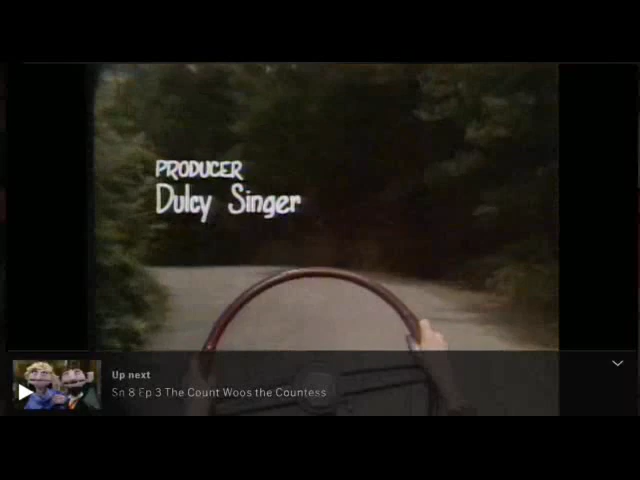 PRODUCER
Dulcy Singer
Up next
Sn 8 Ep 3 The Count Woos the Countess